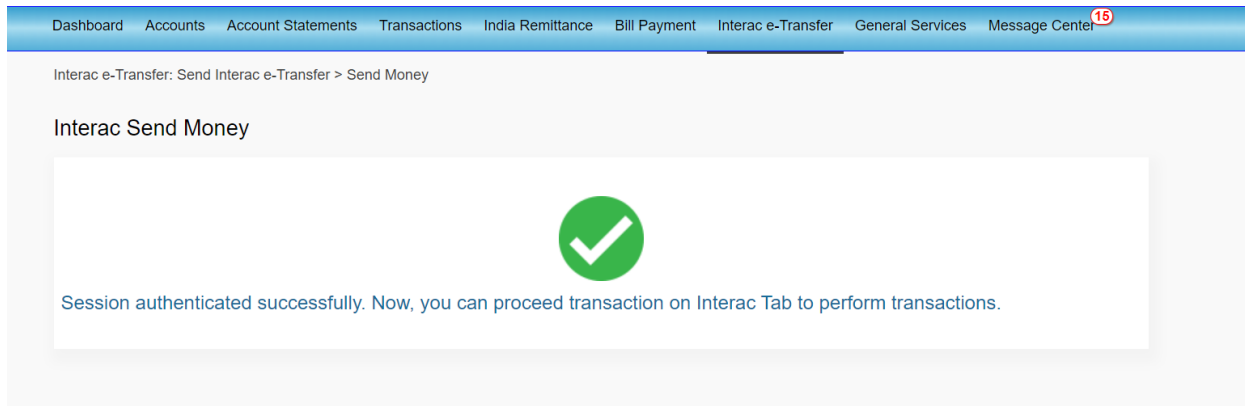 Dashboard Accounts Account Statements Transactions India Remittance Bill Payment Interac e-Transfer General Services Message Center 15
Interac e-Transfer: Send Interac e-Transfer > Send Money
Interac Send Money
Session authenticated successfully. Now, you can proceed transaction on Interac Tab to perform transactions.